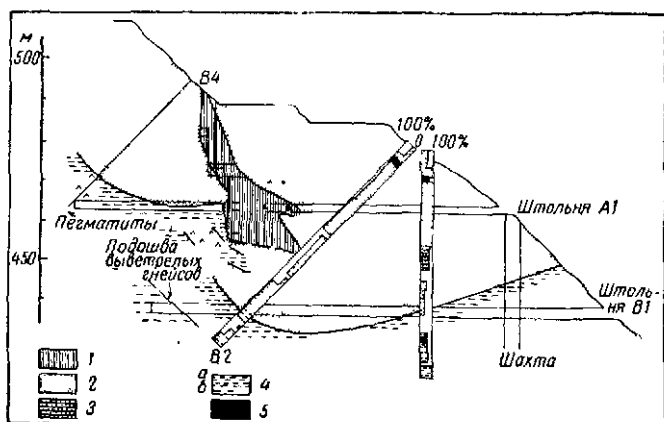 м
500
В4
100%
0 100%
Штольня А1
Пегматиты
Подошва
выветрелых
гнейсов
450
Штоль-
ня В1
В2
Шахта
1
2
3
а
б
4
5